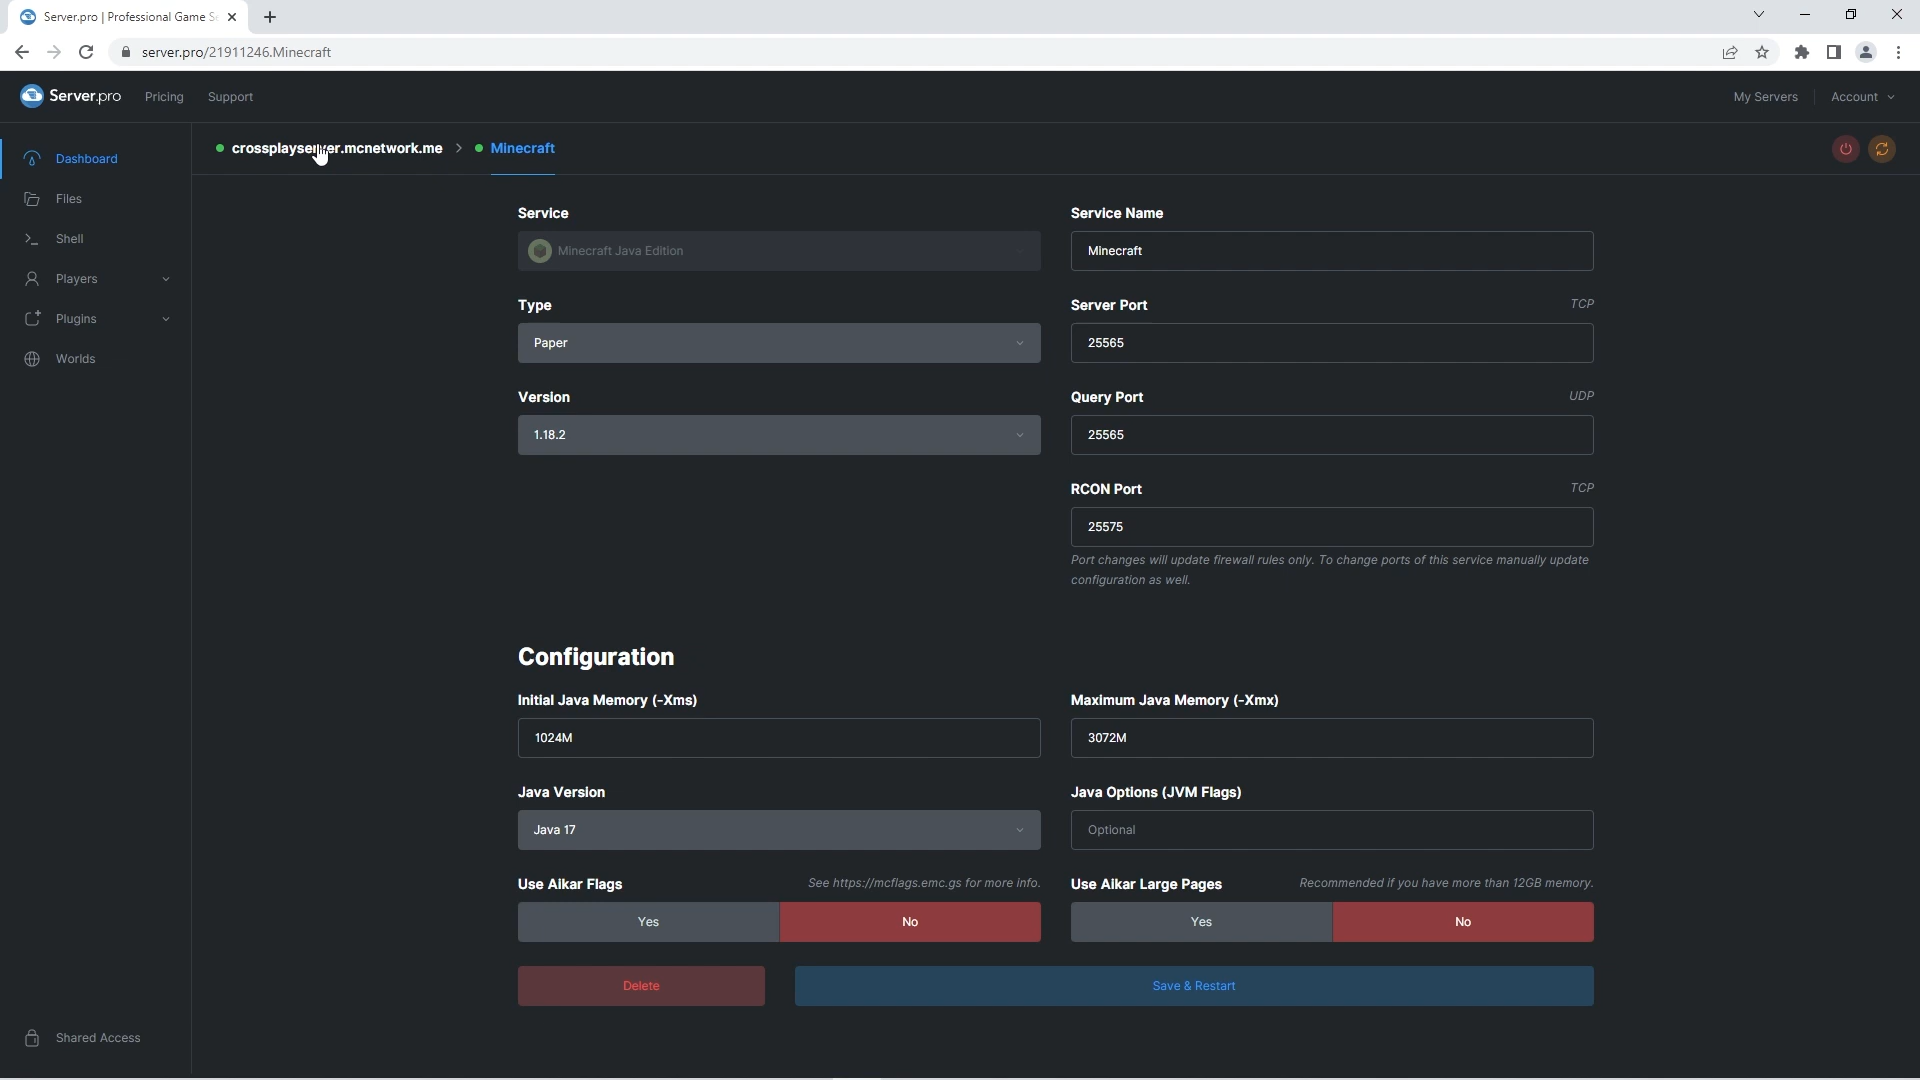 Server.pro | Professional Game Se
server.pro/21911246.Minecraft
Server.pro
Pricing
Support
My Servers
Account
Dashboard
Files
Shell
Players
Plugins
Worlds
Shared Access
crossplayserver.mcnetwork.me > Minecraft
Service
Minecraft Java Edition
Service Name
Minecraft
Type
Paper
Server Port TCP
25565
Version
1.18.2
Query Port UDP
25565
RCON Port TCP
25575
Port changes will update firewall rules only. To change ports of this service manually update
configuration as well.
Configuration
Initial Java Memory (-Xms)
1024M
Maximum Java Memory (-Xmx)
3072M
Java Version
Java 17
Java Options (JVM Flags)
Optional
Use Aikar Flags See https://mcflags.emc.gs for more info.
Yes No
Use Aikar Large Pages Recommended if you have more than 12GB memory.
Yes No
Delete
Save & Restart